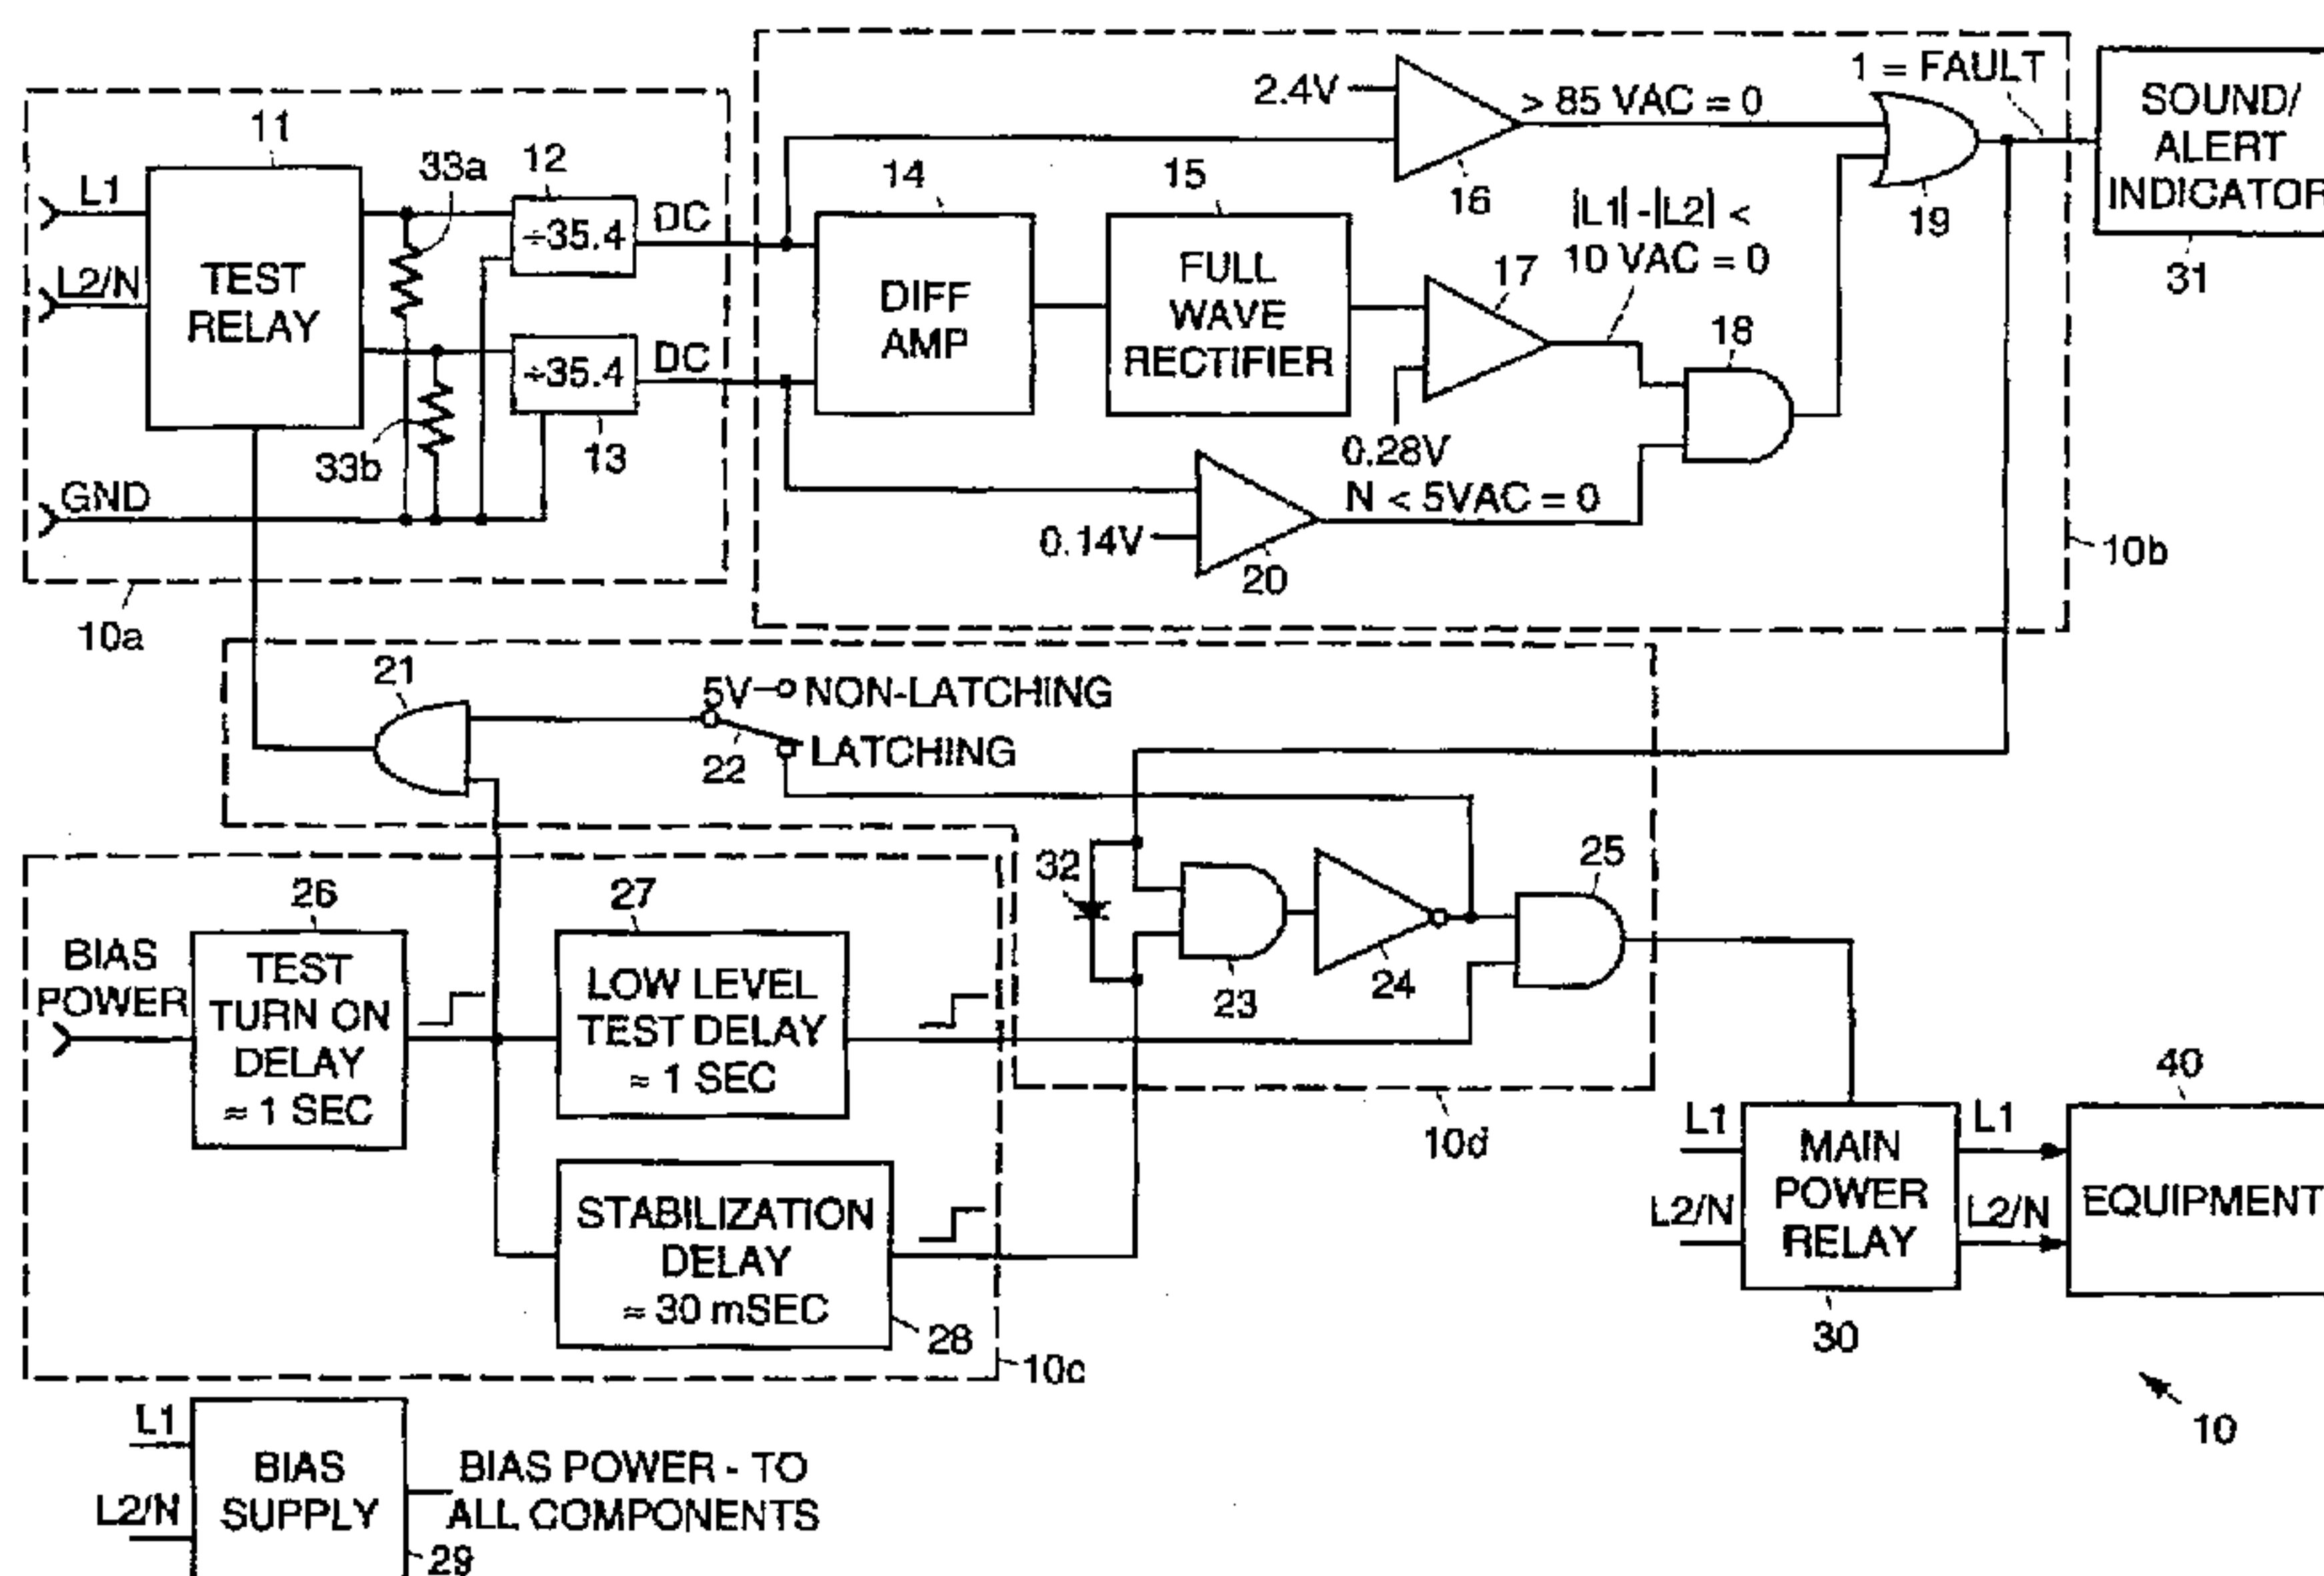 11
33a
12
L1
÷35.4
DC
L2/N
TEST
RELAY
÷35.4
DC
33b
13
GND
10a
2.4V
> 85 VAC = 0
16
1 = FAULT
19
SOUND/
ALERT
INDICATOR
31
14
15
DIFF
AMP
FULL
WAVE
RECTIFIER
|L1| - |L2| <
10 VAC = 0
17
18
0.28V
N < 5VAC = 0
0.14V
20
10b
21
5V
NON-LATCHING
22
LATCHING
32
23
24
25
10d
BIAS
POWER
26
TEST
TURN ON
DELAY
≈ 1 SEC
27
LOW LEVEL
TEST DELAY
≈ 1 SEC
STABILIZATION
DELAY
≈ 30 mSEC
28
10c
L1
L2/N
MAIN
POWER
RELAY
30
L1
L2/N
40
EQUIPMENT
10
L1
L2/N
BIAS
SUPPLY
29
BIAS POWER - TO
ALL COMPONENTS